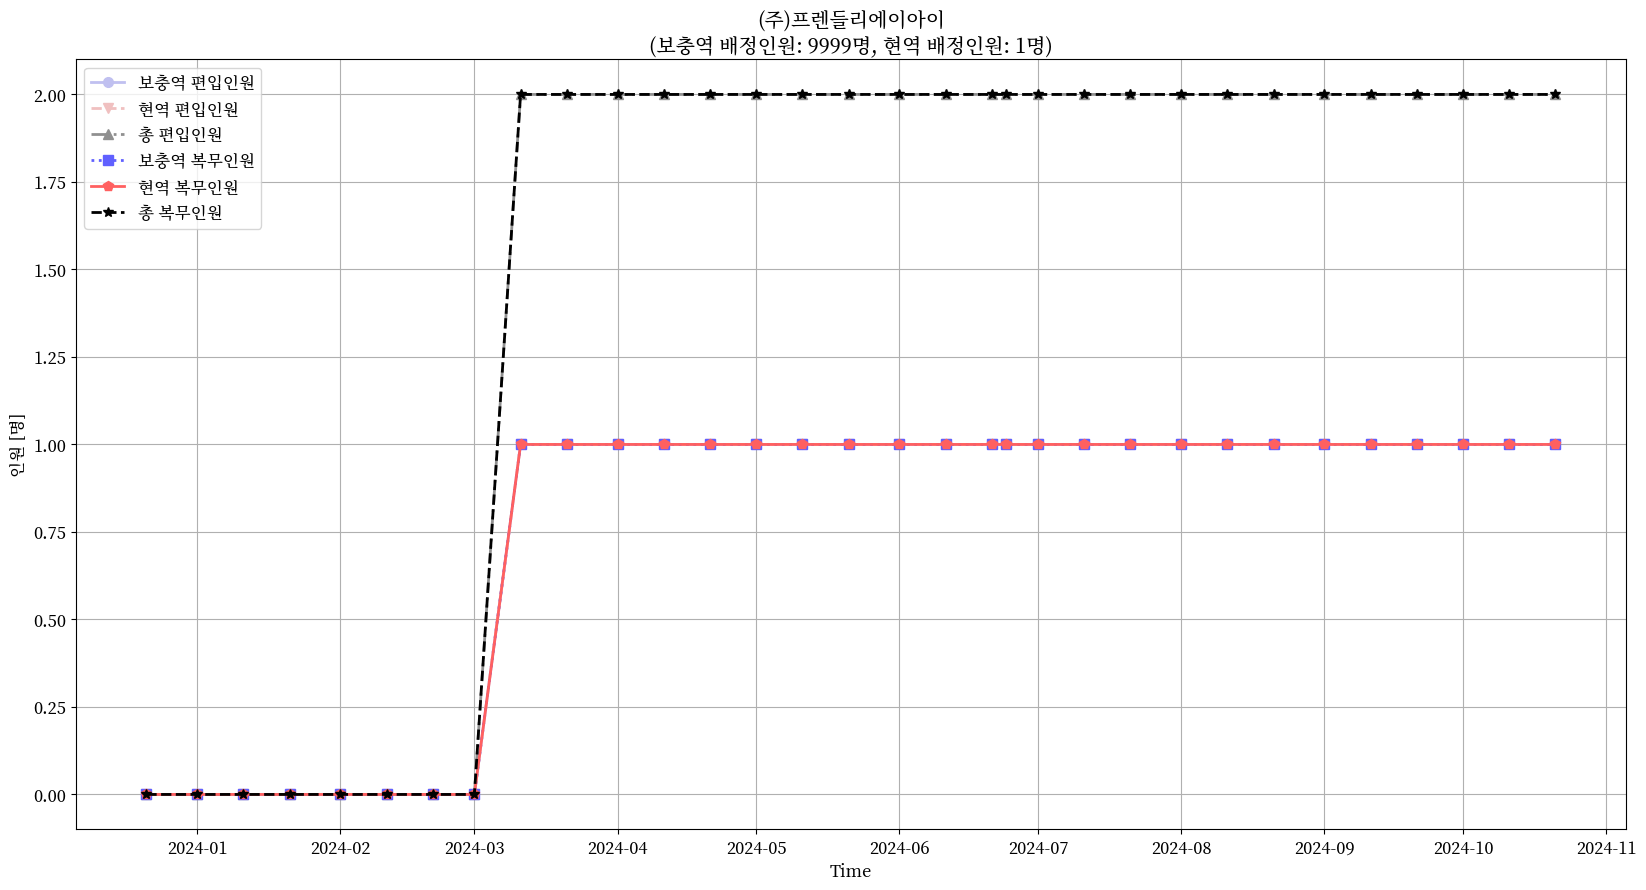 (주)프렌들리에이아이
(보충역 배정인원: 9999명, 현역 배정인원: 1명)
보충역 편입인원
현역 편입인원
총 편입인원
보충역 복무인원
현역 복무인원
총 복무인원
2.00
1.75
1.50
1.25
1.00
0.75
0.50
0.25
0.00
인원 [명]
2024-01 2024-02 2024-03 2024-04 2024-05 2024-06 2024-07 2024-08 2024-09 2024-10 2024-11
Time